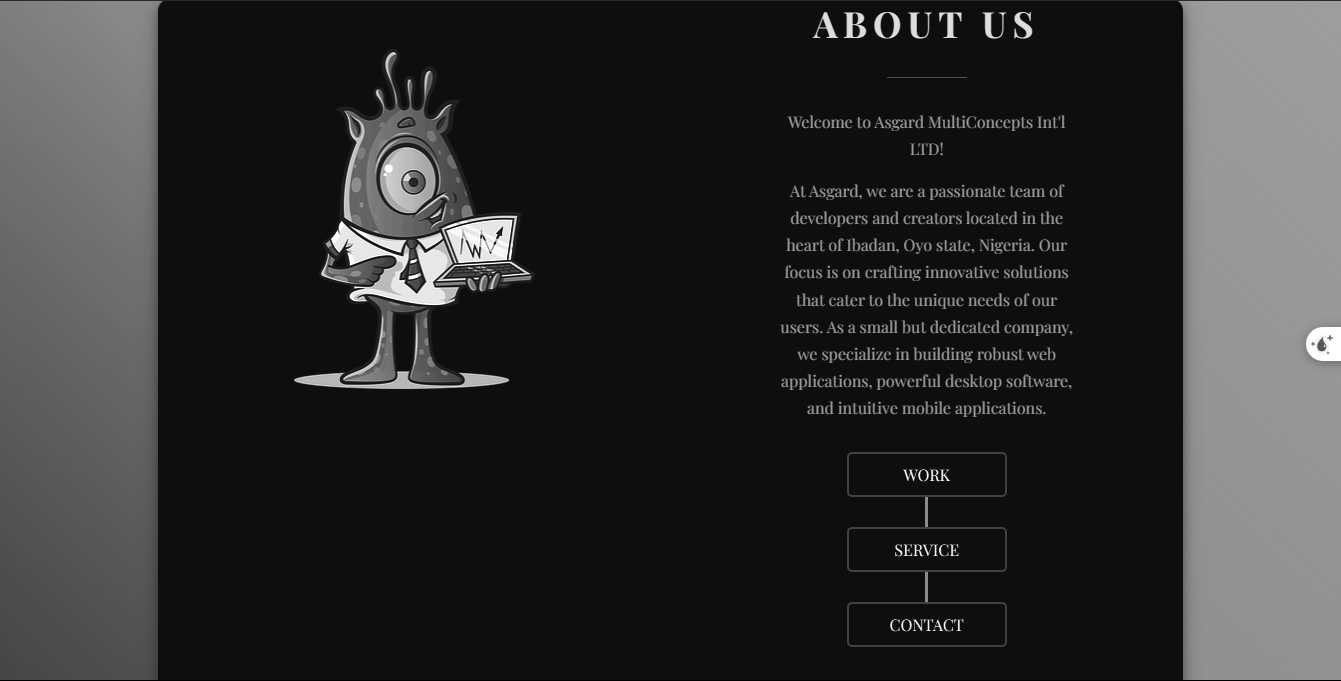 ABOUT US
Welcome to Asgard MultiConcepts Int'l
LTD!
At Asgard, we are a passionate team of
developers and creators located in the
heart of Ibadan, Oyo state, Nigeria. Our
focus is on crafting innovative solutions
that cater to the unique needs of our
users. As a small but dedicated company,
we specialize in building robust web
applications, powerful desktop software,
and intuitive mobile applications.
WORK
SERVICE
CONTACT